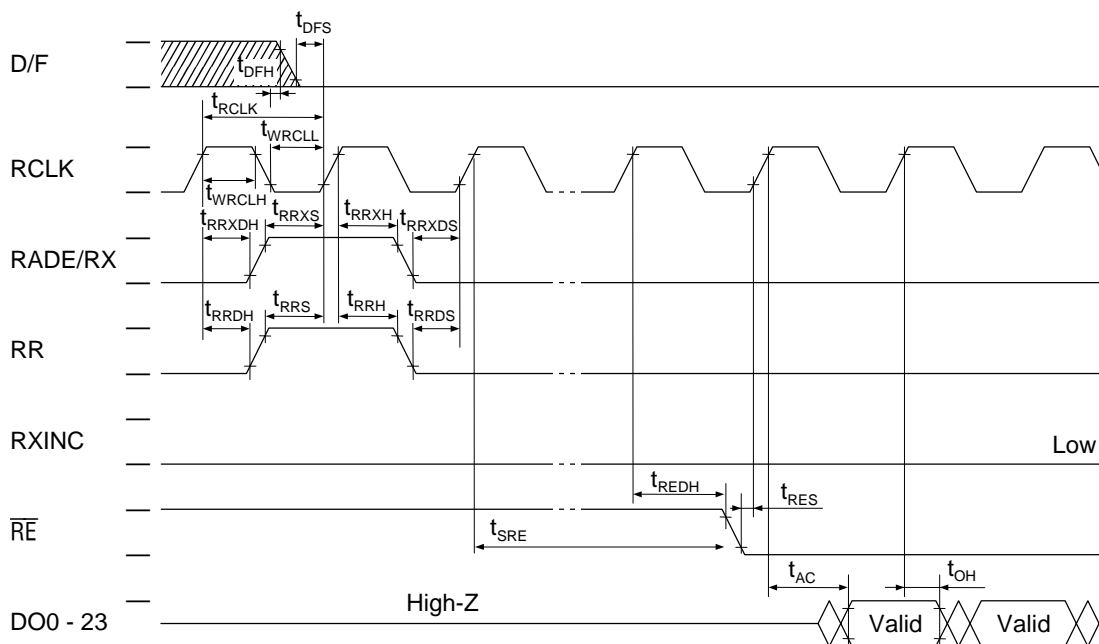 t_DFS
D/F
t_DFH
t_RCLK
t_WRCLL
RCLK
t_WRCLH
t_RRXDH t_RRXS t_RRXH t_RRXDS
RADE/RX
t_RRDH t_RRS t_RRH t_RRDS
RR
RXINC
Low
t_REDH t_RES
R̅E̅
t_SRE
t_AC t_OH
High-Z
DO0 - 23 Valid Valid